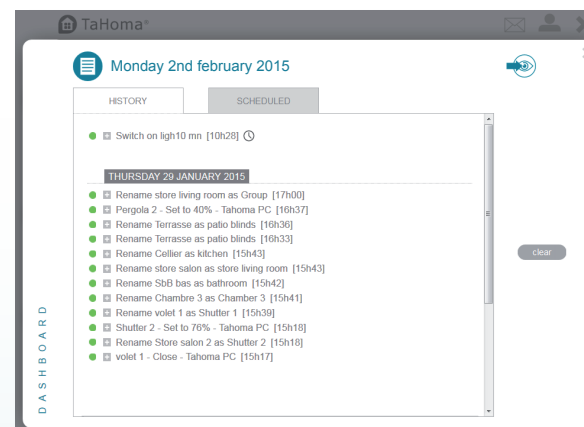 TaHoma®
Monday 2nd february 2015
HISTORY
SCHEDULED
Switch on ligh10 mn [10h28]
THURSDAY 29 JANUARY 2015
Rename store living room as Group [17h00]
Pergola 2 - Set to 40% - Tahoma PC [16h37]
Rename Terrasse as patio blinds [16h36]
Rename Terrasse as patio blinds [16h33]
Rename Cellier as kitchen [15h43]
Rename store salon as store living room [15h43]
Rename SbB bas as bathroom [15h42]
Rename Chambre 3 as Chamber 3 [15h41]
Rename volet 1 as Shutter 1 [15h39]
Shutter 2 - Set to 76% - Tahoma PC [15h18]
Rename Store salon 2 as Shutter 2 [15h18]
volet 1 - Close - Tahoma PC [15h17]
clear
DASHBOARD